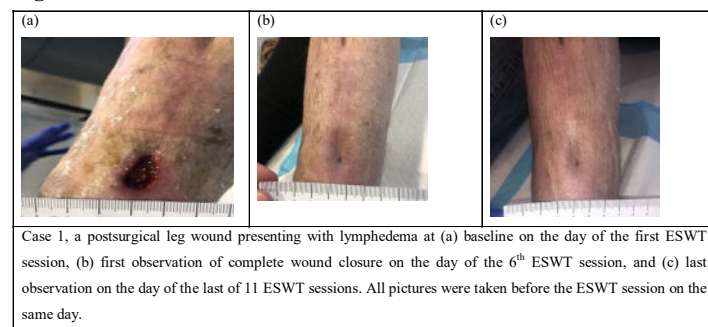 (a)
(b)
(c)
Case 1, a postsurgical leg wound presenting with lymphedema at (a) baseline on the day of the first ESWT
session, (b) first observation of complete wound closure on the day of the 6th ESWT session, and (c) last
observation on the day of the last of 11 ESWT sessions. All pictures were taken before the ESWT session on the
same day.